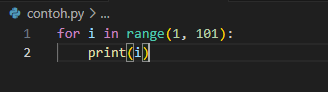 contoh.py > ...
1 for i in range(1, 101):
2     print(i)